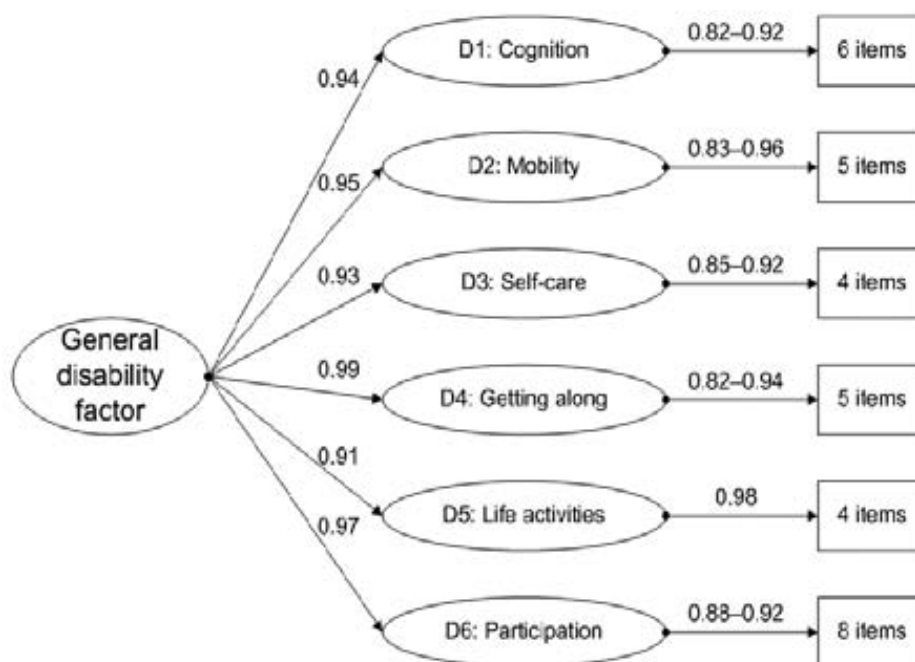 0.82–0.92
D1: Cognition
6 items
0.94
0.83–0.96
D2: Mobility
5 items
0.95
0.85–0.92
D3: Self-care
4 items
0.93
General
disability
factor
0.99
0.82–0.94
D4: Getting along
5 items
0.91
0.98
D5: Life activities
4 items
0.97
0.88–0.92
D6: Participation
8 items